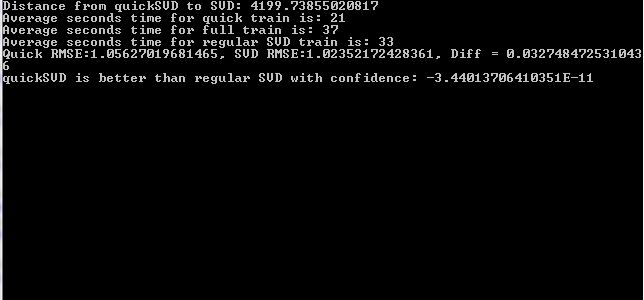 Distance from quickSVD to SVD: 4199.73855020817
Average seconds time for quick train is: 21
Average seconds time for full train is: 37
Average seconds time for regular SVD train is: 33
Quick RMSE:1.05627019681465, SVD RMSE:1.02352172428361, Diff = 0.032748472531043
6
quickSVD is better than regular SVD with confidence: -3.44013706410351E-11